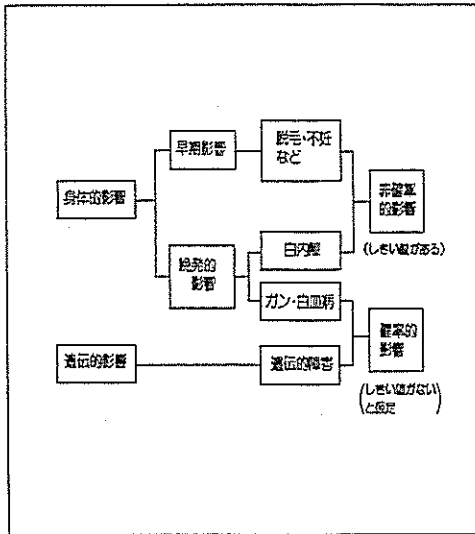 早期影響
脱毛・不妊
など
身体的影響
非確率
的影響
(しきい値がある)
晩発的
影響
白内障
ガン・白血病
確率的
影響
遺伝的影響
遺伝的障害
(しきい値がない
と仮定)